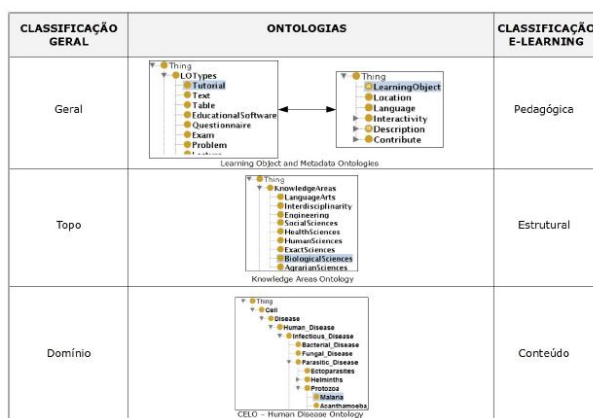 CLASSIFICAÇÃO GERAL
ONTOLOGIAS
CLASSIFICAÇÃO E-LEARNING
Geral
Thing
LOTypes
Tutorial
Text
Table
EducationalSoftware
Questionnaire
Exam
Problem
Lecture
Thing
LearningObject
Location
Language
Interactivity
Description
Contribute
Learning Object and Metadata Ontologies
Pedagógica
Topo
Thing
KnowledgeAreas
LanguageArts
Interdisciplinarity
Engineering
SocialSciences
HealthSciences
HumanSciences
ExactSciences
BiologicalSciences
AgrarianSciences
Knowledge Areas Ontology
Estrutural
Domínio
Thing
Cell
Disease
Human_Disease
Infectious_Disease
Bacterial_Disease
Fungal_Disease
Parasitic_Disease
Ectoparasites
Helminths
Protozoa
Malaria
Acanthamoeba
CELO – Human Disease Ontology
Conteúdo